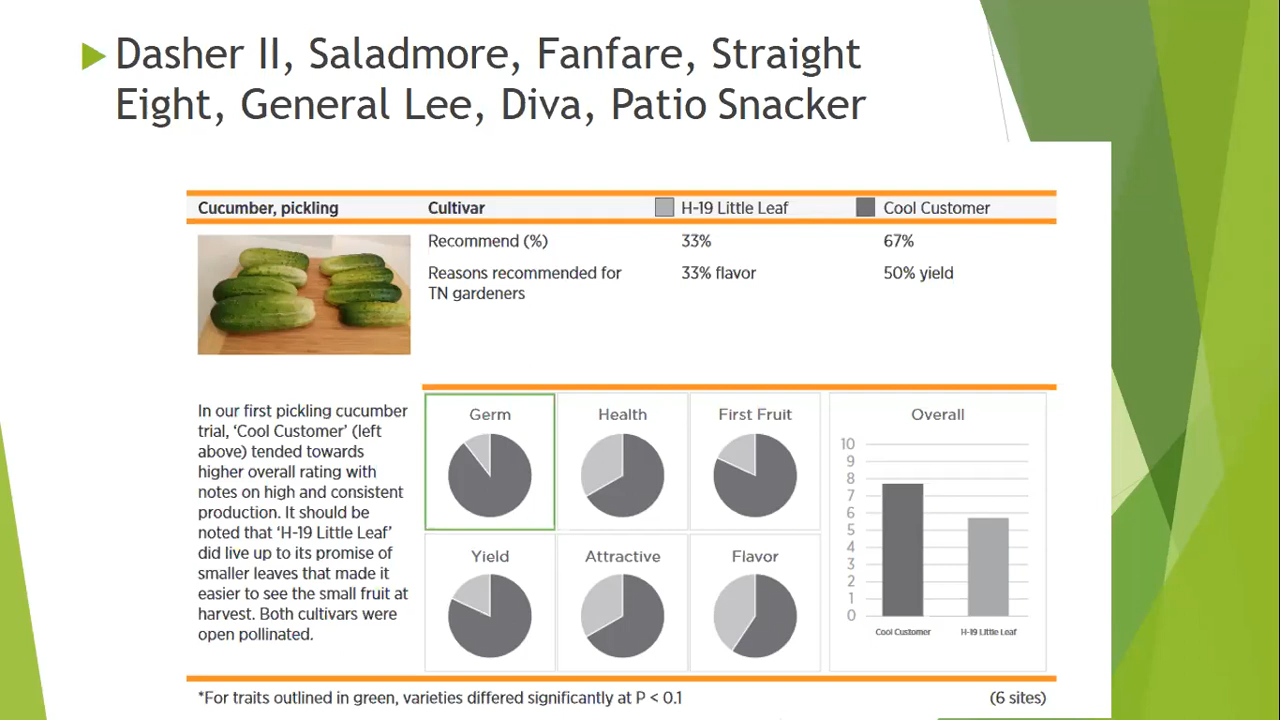 Dasher II, Saladmore, Fanfare, Straight
Eight, General Lee, Diva, Patio Snacker
Cucumber, pickling
Cultivar
H-19 Little Leaf
Cool Customer
Recommend (%)
33%
67%
Reasons recommended for
TN gardeners
33% flavor
50% yield
In our first pickling cucumber
trial, ‘Cool Customer’ (left
above) tended towards
higher overall rating with
notes on high and consistent
production. It should be
noted that ‘H-19 Little Leaf’
did live up to its promise of
smaller leaves that made it
easier to see the small fruit at
harvest. Both cultivars were
open pollinated.
Germ
Health
First Fruit
Yield
Attractive
Flavor
Overall
10
9
8
7
6
5
4
3
2
1
0
Cool Customer
H-19 Little Leaf
*For traits outlined in green, varieties differed significantly at P < 0.1
(6 sites)